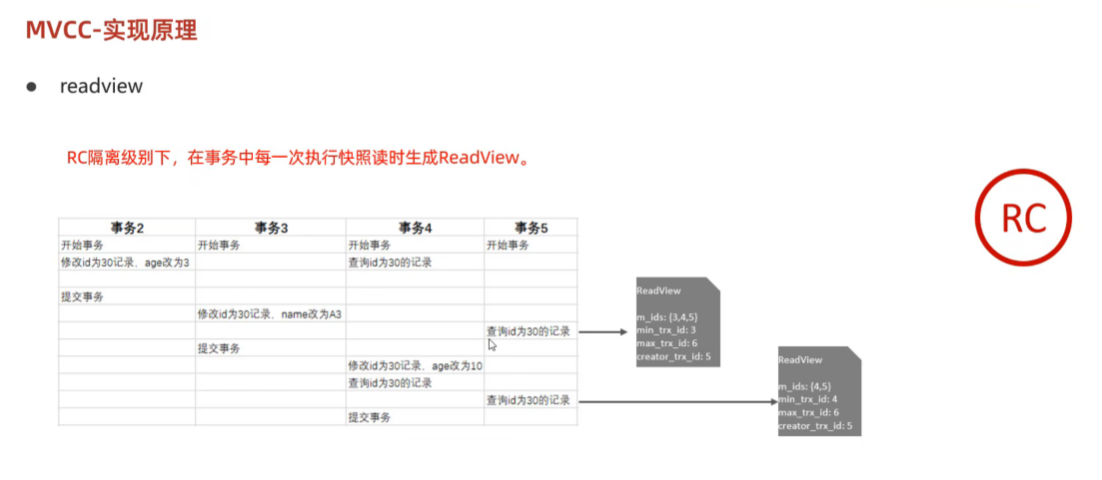 MVCC-实现原理
● readview
RC隔离级别下，在事务中每一次执行快照读时生成ReadView。
RC
事务2 事务3 事务4 事务5
开始事务 开始事务 开始事务 开始事务
修改id为30记录，age改为3 查询id为30的记录
提交事务
修改id为30记录，name改为A3
查询id为30的记录
提交事务
修改id为30记录，age改为10
查询id为30的记录
查询id为30的记录
提交事务
ReadView
m_ids: {3,4,5}
min_trx_id: 3
max_trx_id: 6
creator_trx_id: 5
ReadView
m_ids: {4,5}
min_trx_id: 4
max_trx_id: 6
creator_trx_id: 5